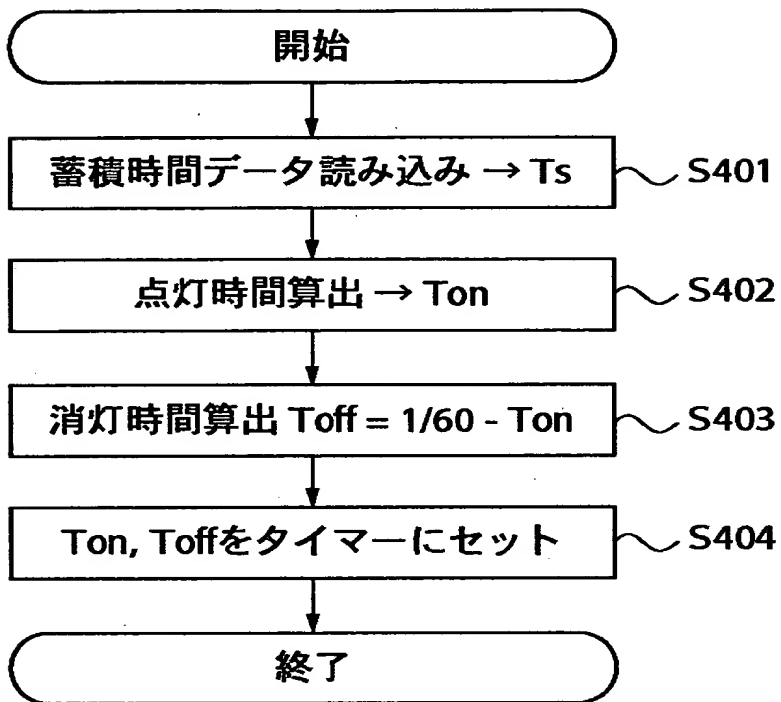 開始
蓄積時間データ読み込み → Ts
S401
点灯時間算出 → Ton
S402
消灯時間算出 Toff = 1/60 - Ton
S403
Ton, Toffをタイマーにセット
S404
終了